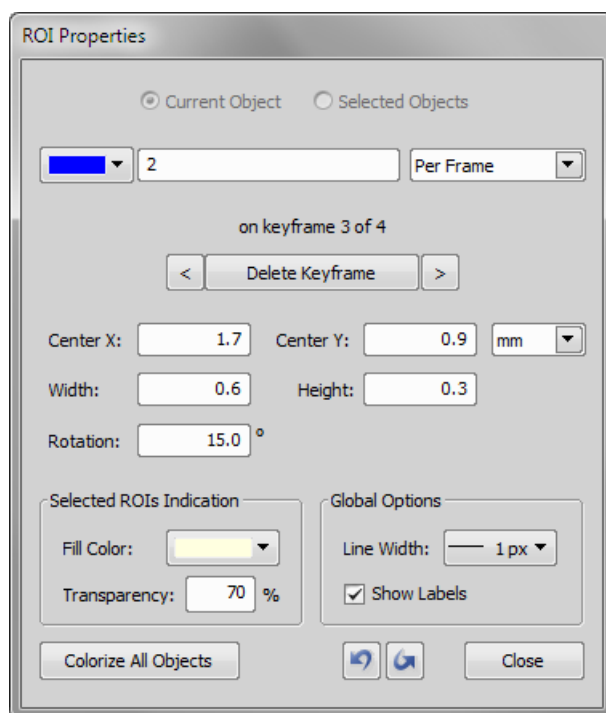 ROI Properties
Current Object Selected Objects
2 Per Frame
on keyframe 3 of 4
< Delete Keyframe >
Center X: 1.7 Center Y: 0.9 mm
Width: 0.6 Height: 0.3
Rotation: 15.0 °
Selected ROIs Indication Global Options
Fill Color: Line Width: 1 px
Transparency: 70 % Show Labels
Colorize All Objects Close